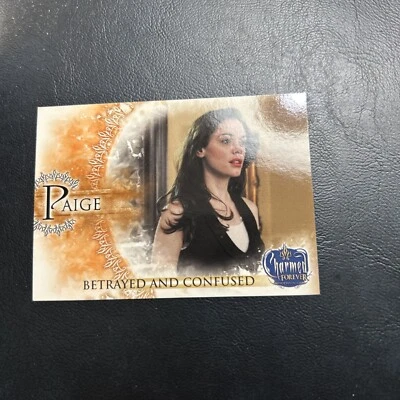 PAIGE
BETRAYED AND CONFUSED
Charmed
FOREVER